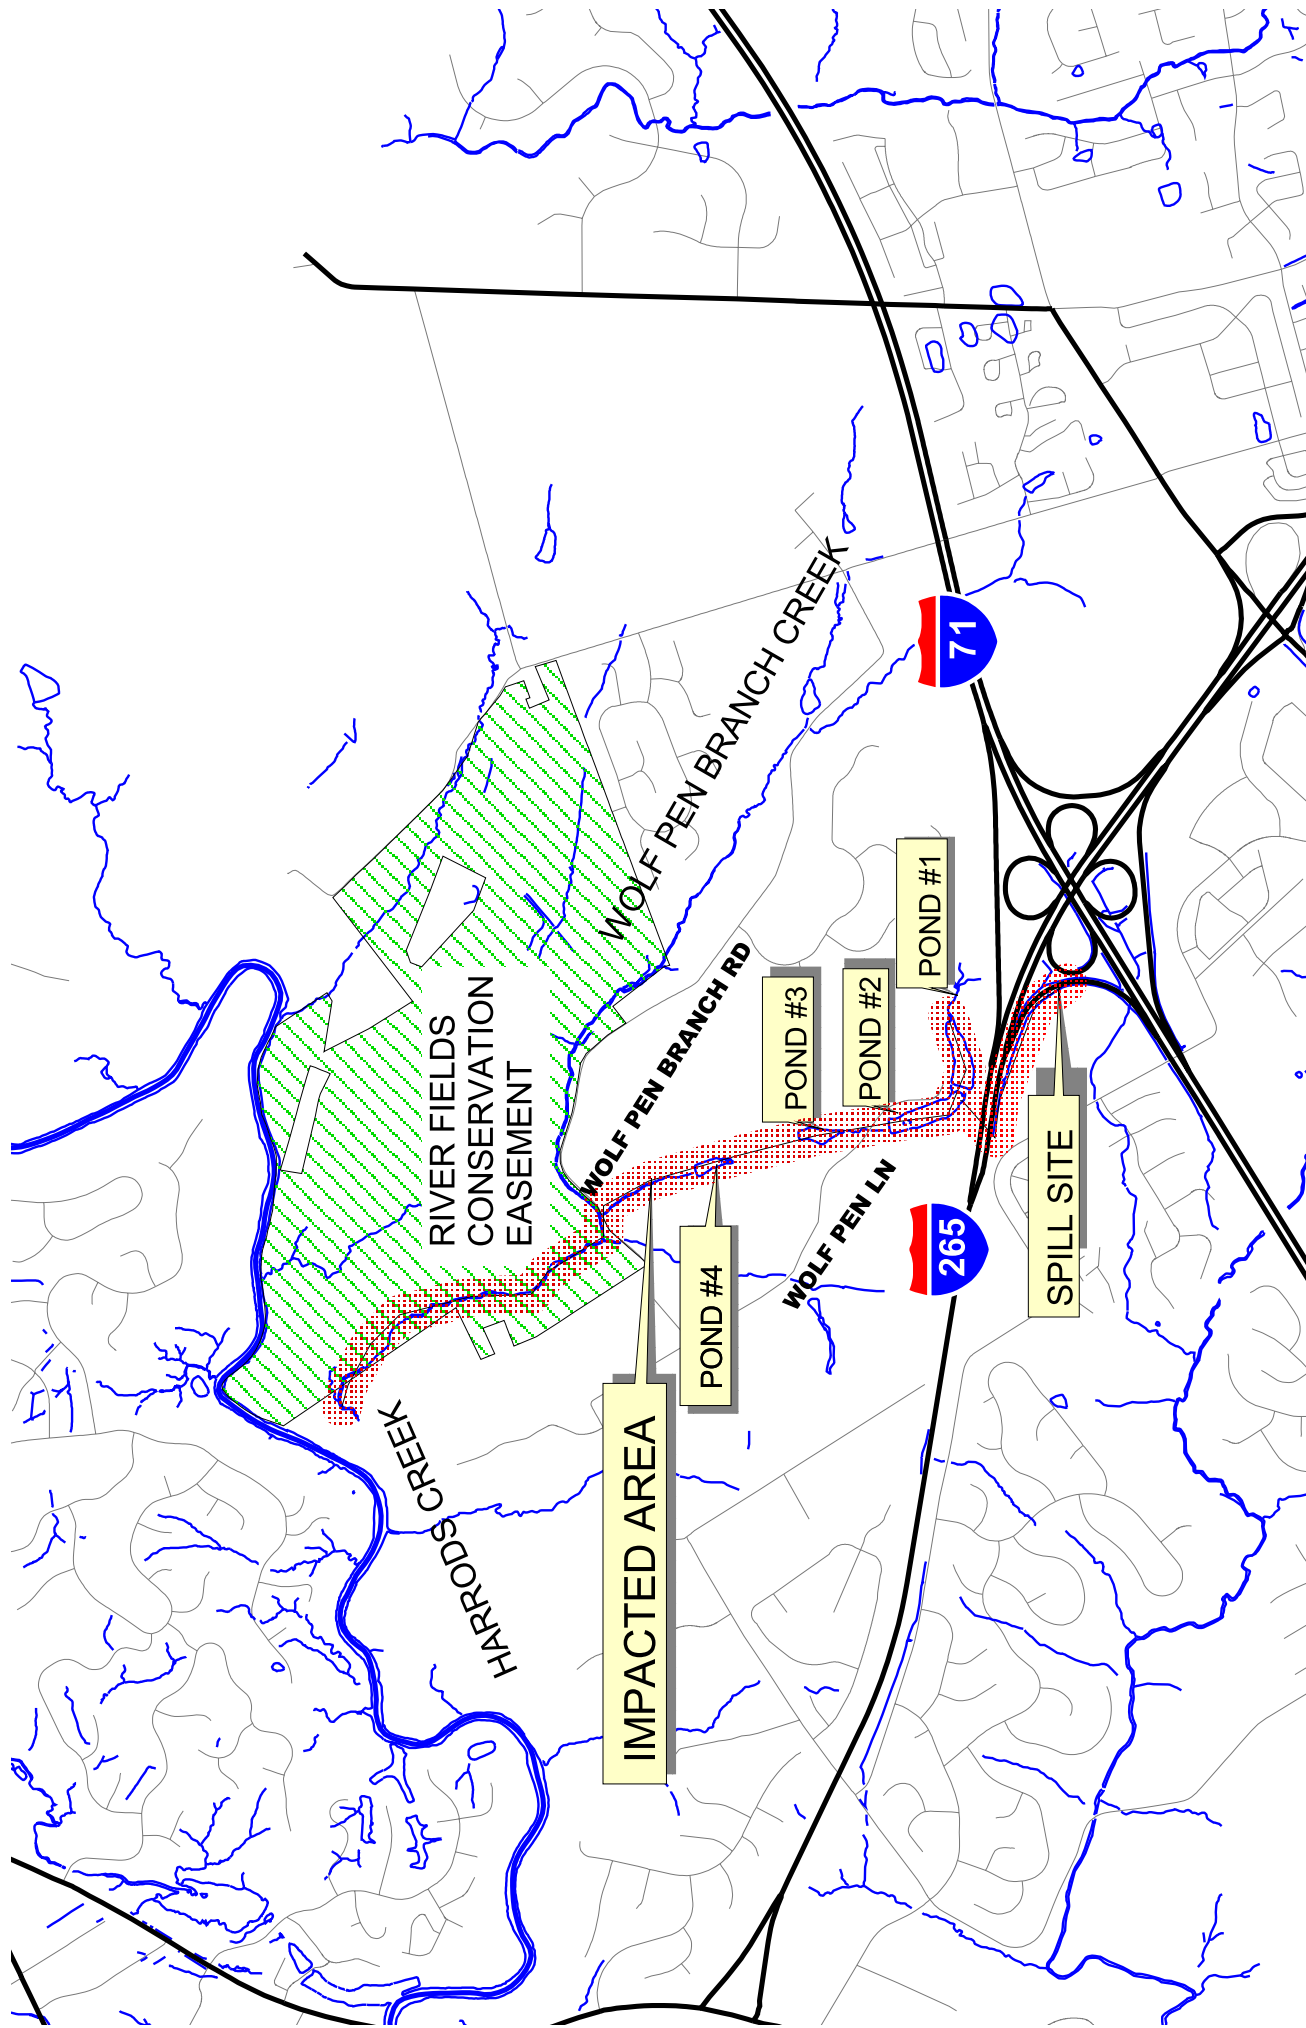 RIVER FIELDS
CONSERVATION
EASEMENT
WOLF PEN BRANCH CREEK
WOLF PEN BRANCH RD
HARRODS CREEK
IMPACTED AREA
POND #4
POND #3
POND #2
POND #1
WOLF PEN LN
71
265
SPILL SITE